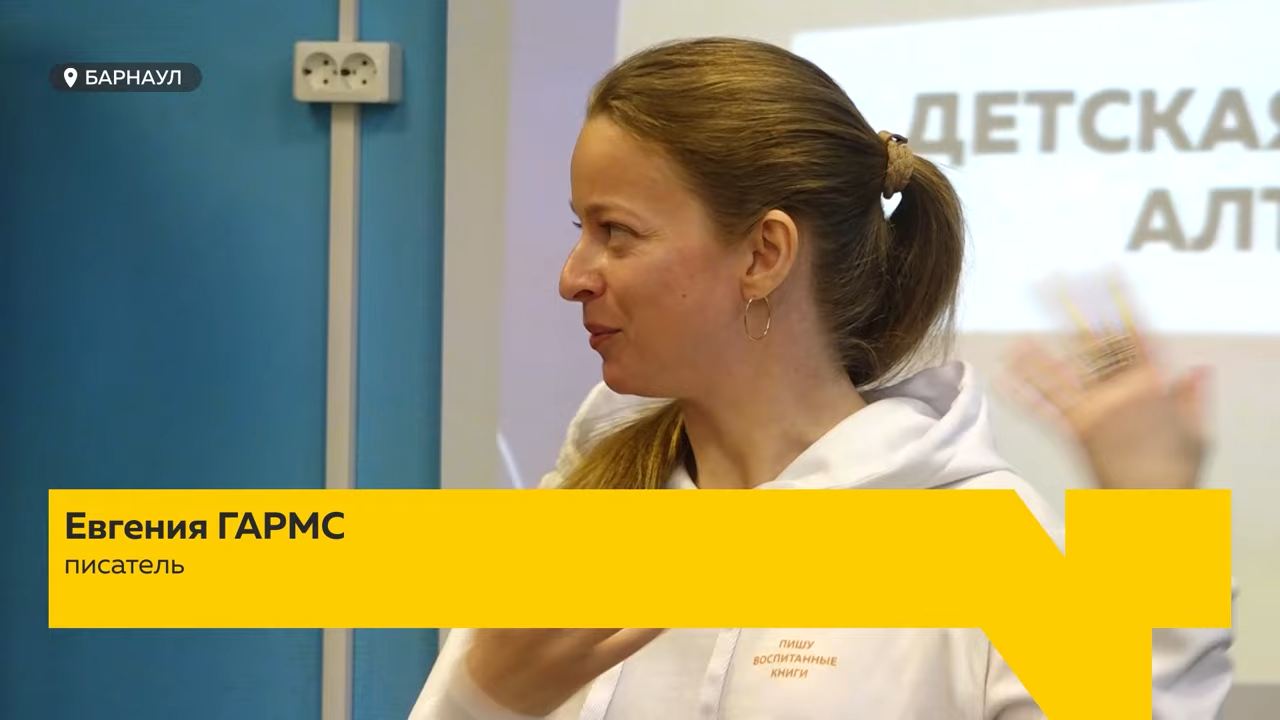 БАРНАУЛ
ДЕТСКАЯ
АЛТ
Евгения ГАРМС
писатель
ПИШУ
ВОСПИТАННЫЕ
КНИГИ